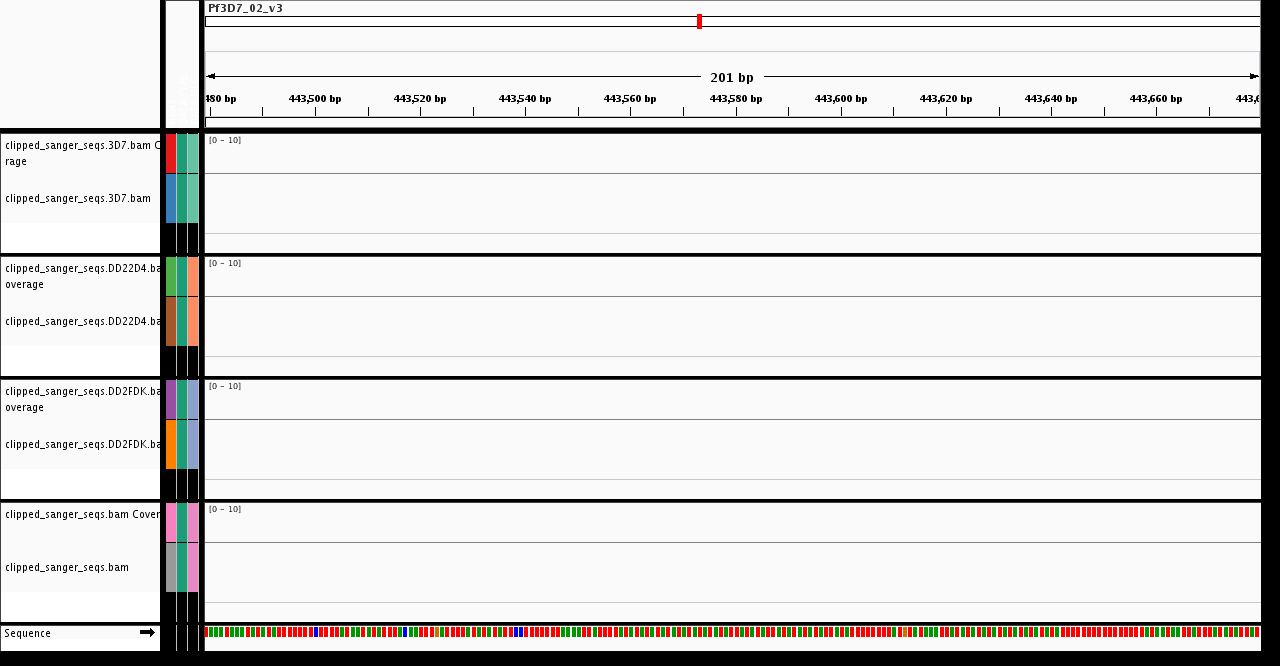 Pf3D7_02_v3
201 bp
480 bp 443,500 bp 443,520 bp 443,540 bp 443,560 bp 443,580 bp 443,600 bp 443,620 bp 443,640 bp 443,660 bp 443,6
clipped_sanger_seqs.3D7.bam C
rage
[0 - 10]
clipped_sanger_seqs.3D7.bam
clipped_sanger_seqs.DD22D4.ba
overage
[0 - 10]
clipped_sanger_seqs.DD22D4.ba
clipped_sanger_seqs.DD2FDK.ba
overage
[0 - 10]
clipped_sanger_seqs.DD2FDK.ba
clipped_sanger_seqs.bam Cover
[0 - 10]
clipped_sanger_seqs.bam
Sequence